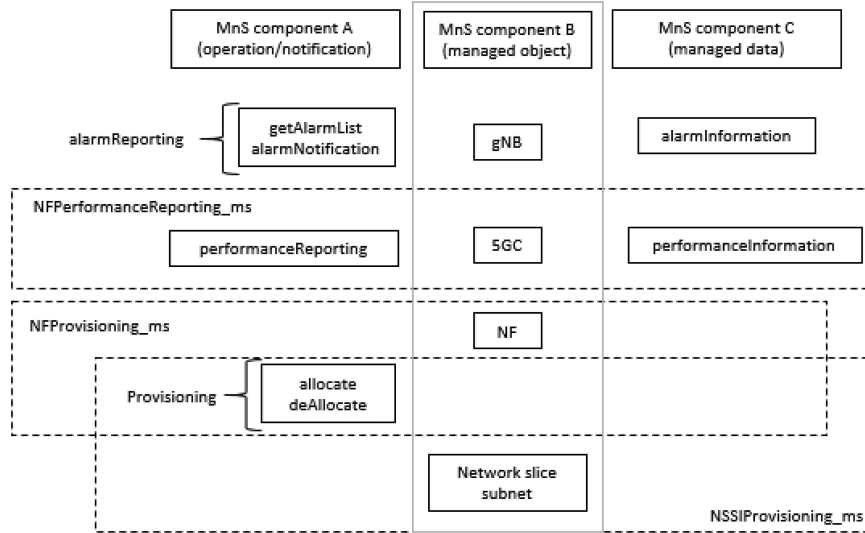 MnS component A
(operation/notification)
MnS component B
(managed object)
MnS component C
(managed data)
alarmReporting
getAlarmList
alarmNotification
gNB
alarmInformation
NFPerformanceReporting_ms
performanceReporting
5GC
performanceInformation
NFProvisioning_ms
NF
Provisioning
allocate
deAllocate
Network slice
subnet
NSSIProvisioning_ms